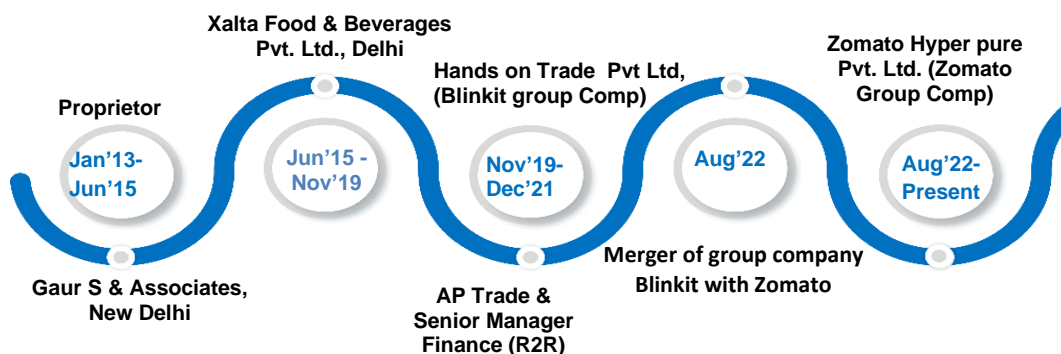 Proprietor
Jan’13-
Jun’15
Gaur S & Associates,
New Delhi
Xalta Food & Beverages
Pvt. Ltd., Delhi
Jun’15 -
Nov’19
Hands on Trade  Pvt Ltd,
(Blinkit group Comp)
Nov’19-
Dec’21
AP Trade &
Senior Manager
Finance (R2R)
Aug’22
Merger of group company
Blinkit with Zomato
Zomato Hyper pure
Pvt. Ltd. (Zomato
Group Comp)
Aug’22-
Present